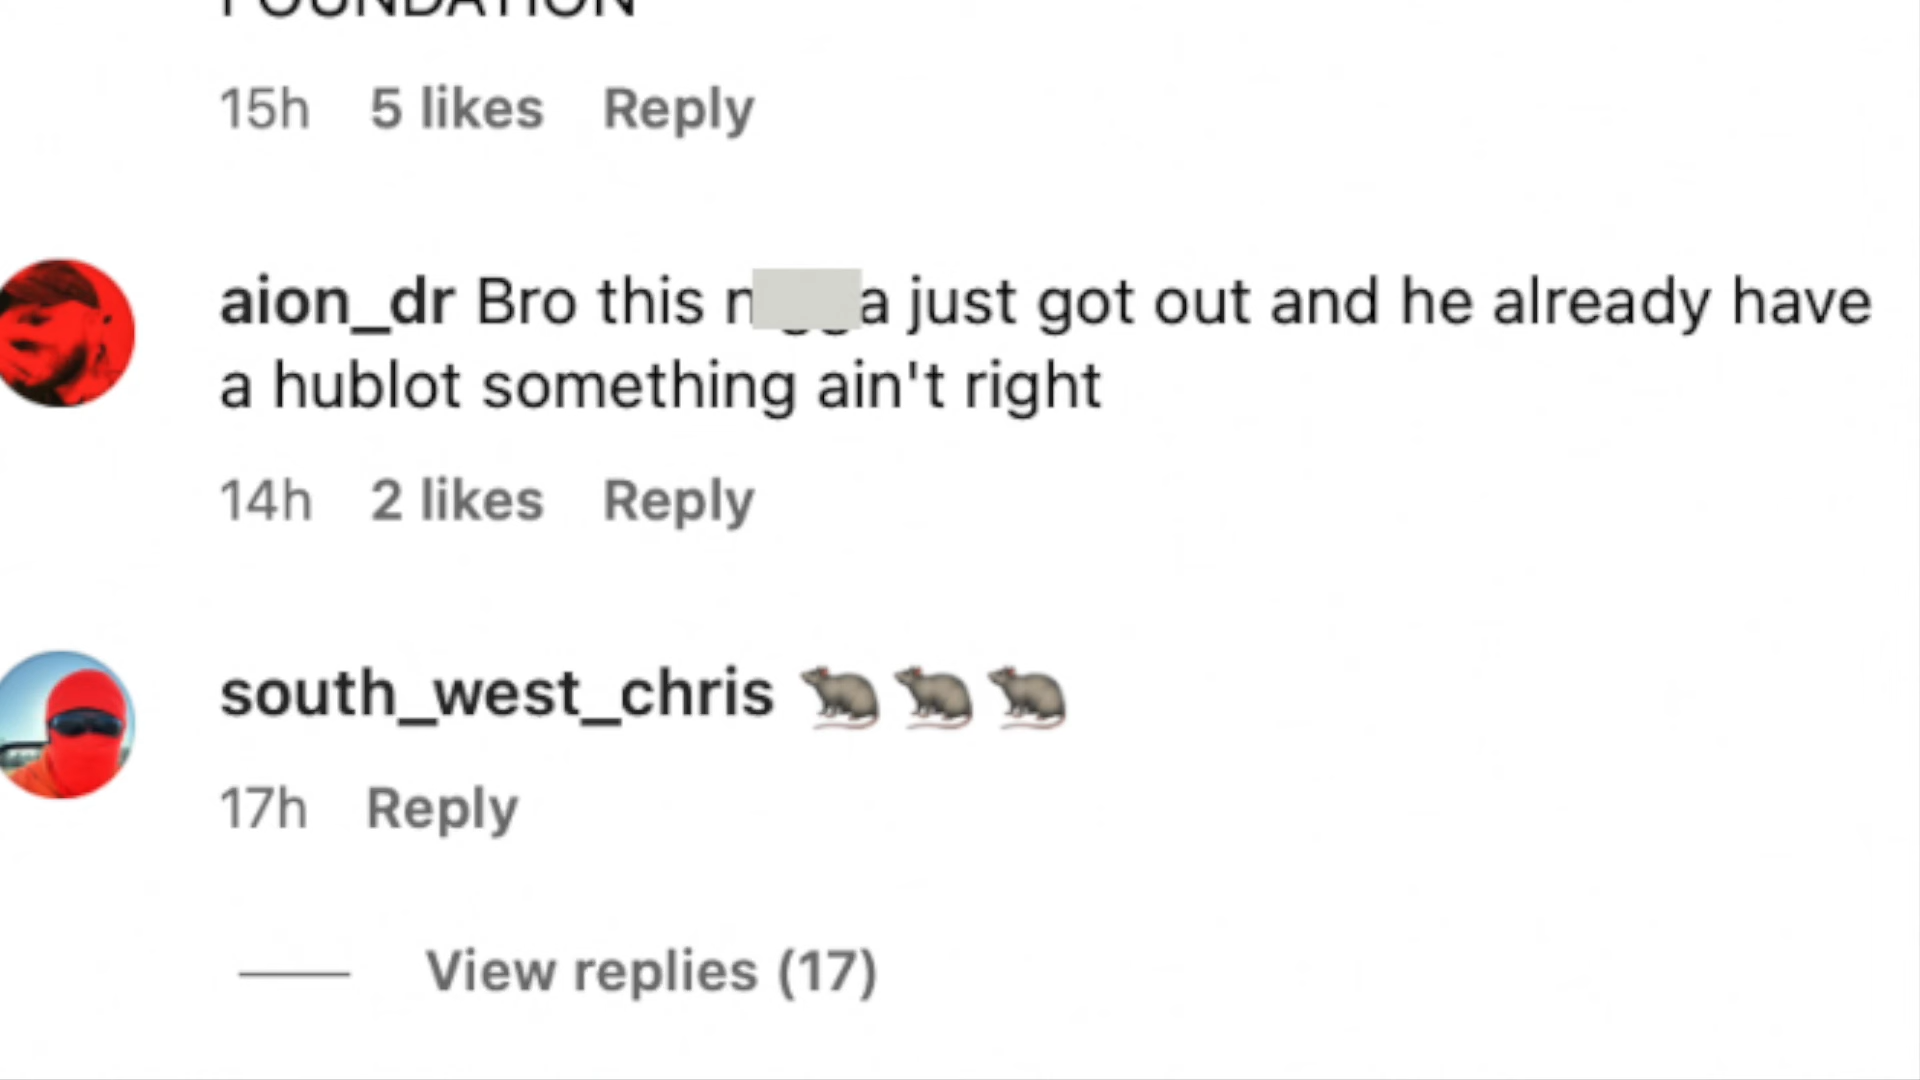 FOUNDATION
15h 5 likes Reply
aion_dr Bro this n a just got out and he already have
a hublot something ain't right
14h 2 likes Reply
south_west_chris 🐀🐀🐀
17h Reply
View replies (17)